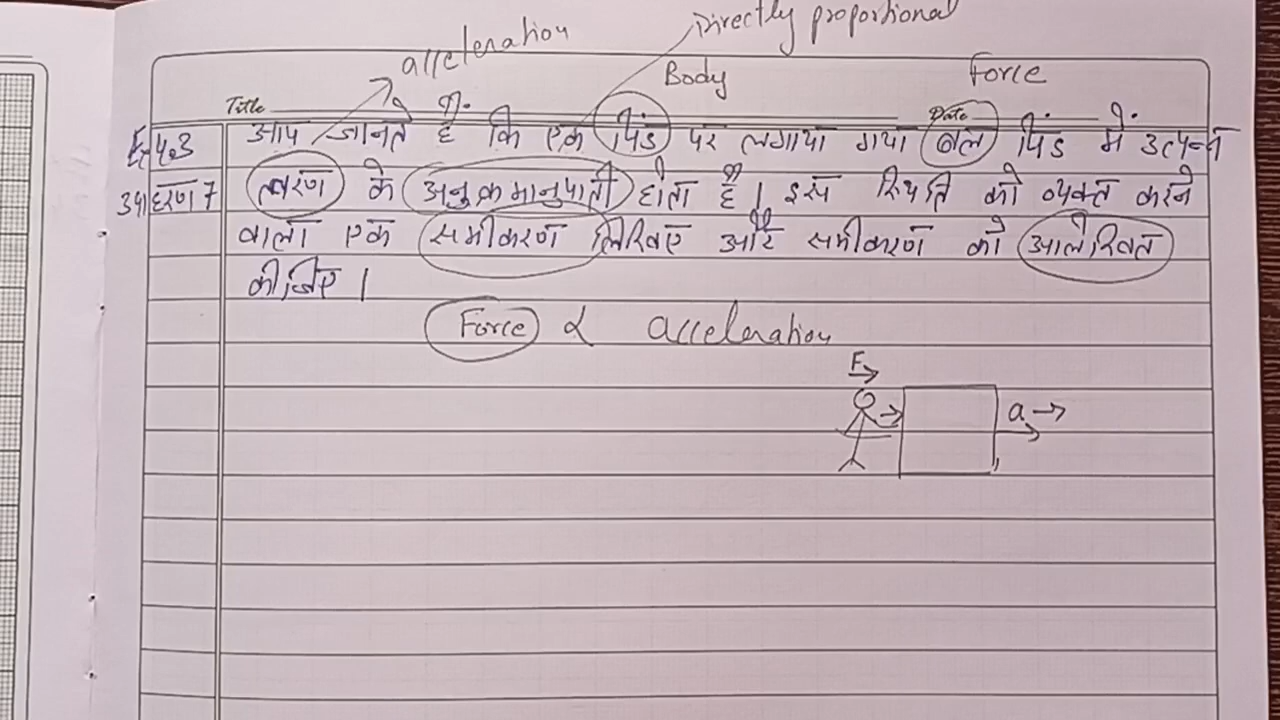 Directly proportional
acceleration
Body
Force
Title
Date
Ex 4.3
आप जानते हैं कि एक पिंड पर लगाया गया बल पिंड में उत्पन्न
उदाहरण 7
त्वरण के अनुक्रमानुपाती होता है। इस स्थिति को व्यक्त करने
वाला एक समीकरण लिखिए और समीकरण को आलेखित
कीजिए।
Force ∝ acceleration
F
a